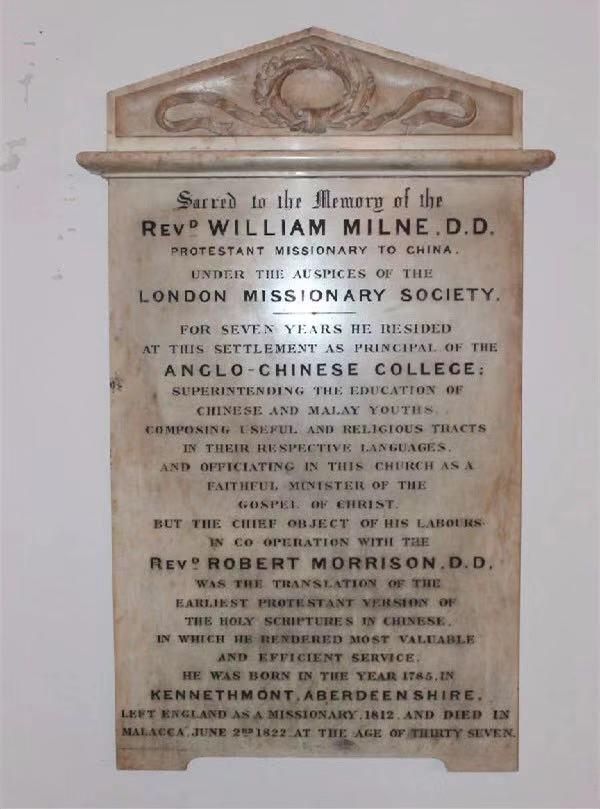 Sacred to the Memory of the
REVD WILLIAM MILNE. D.D.
PROTESTANT MISSIONARY TO CHINA.
UNDER THE AUSPICES OF THE
LONDON MISSIONARY SOCIETY.
FOR SEVEN YEARS HE RESIDED
AT THIS SETTLEMENT AS PRINCIPAL OF THE
ANGLO-CHINESE COLLEGE:
SUPERINTENDING THE EDUCATION OF
CHINESE AND MALAY YOUTHS.
COMPOSING USEFUL AND RELIGIOUS TRACTS
IN THEIR RESPECTIVE LANGUAGES.
AND OFFICIATING IN THIS CHURCH AS A
FAITHFUL MINISTER OF THE
GOSPEL OF CHRIST.
BUT THE CHIEF OBJECT OF HIS LABOURS
IN CO OPERATION WITH THE
REVD ROBERT MORRISON. D.D.
WAS THE TRANSLATION OF THE
EARLIEST PROTESTANT VERSION OF
THE HOLY SCRIPTURES IN CHINESE.
IN WHICH HE RENDERED MOST VALUABLE
AND EFFICIENT SERVICE.
HE WAS BORN IN THE YEAR 1785. IN
KENNETHMONT. ABERDEENSHIRE.
LEFT ENGLAND AS A MISSIONARY. 1812. AND DIED IN
MALACCA. JUNE 2ND 1822. AT THE AGE OF THIRTY SEVEN.